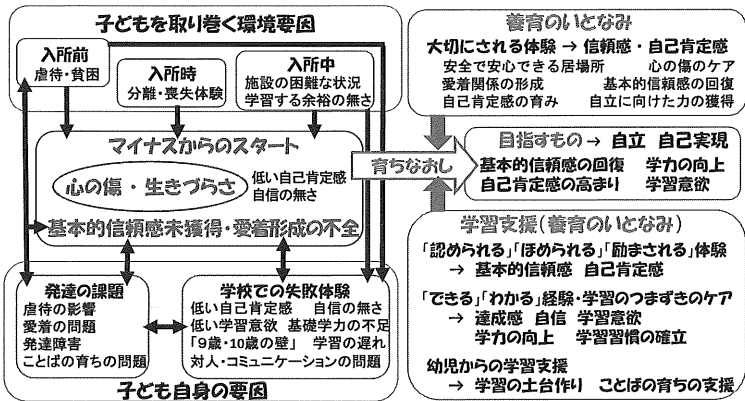 子どもを取り巻く環境要因
入所前
虐待・貧困
入所時
分離・喪失体験
入所中
施設の困難な状況
学習する余裕の無さ
マイナスからのスタート
心の傷・生きづらさ
低い自己肯定感
自信の無さ
基本的信頼感未獲得・愛着形成の不全
発達の課題
虐待の影響
愛着の問題
発達障害
ことばの育ちの問題
学校での失敗体験
低い自己肯定感 自信の無さ
低い学習意欲 基礎学力の不足
「9歳・10歳の壁」 学習の遅れ
対人・コミュニケーションの問題
子ども自身の要因
育ちなおし
養育のいとなみ
大切にされる体験 → 信頼感・自己肯定感
安全で安心できる居場所 心の傷のケア
愛着関係の形成 基本的信頼感の回復
自己肯定感の育み 自立に向けた力の獲得
目指すもの → 自立 自己実現
基本的信頼感の回復 学力の向上
自己肯定感の高まり 学習意欲
学習支援(養育のいとなみ)
「認められる」「ほめられる」「励まされる」体験
→ 基本的信頼感 自己肯定感
「できる」「わかる」経験・学習のつまずきのケア
→ 達成感 自信 学習意欲
学力の向上 学習習慣の確立
幼児からの学習支援
→ 学習の土台作り ことばの育ちの支援